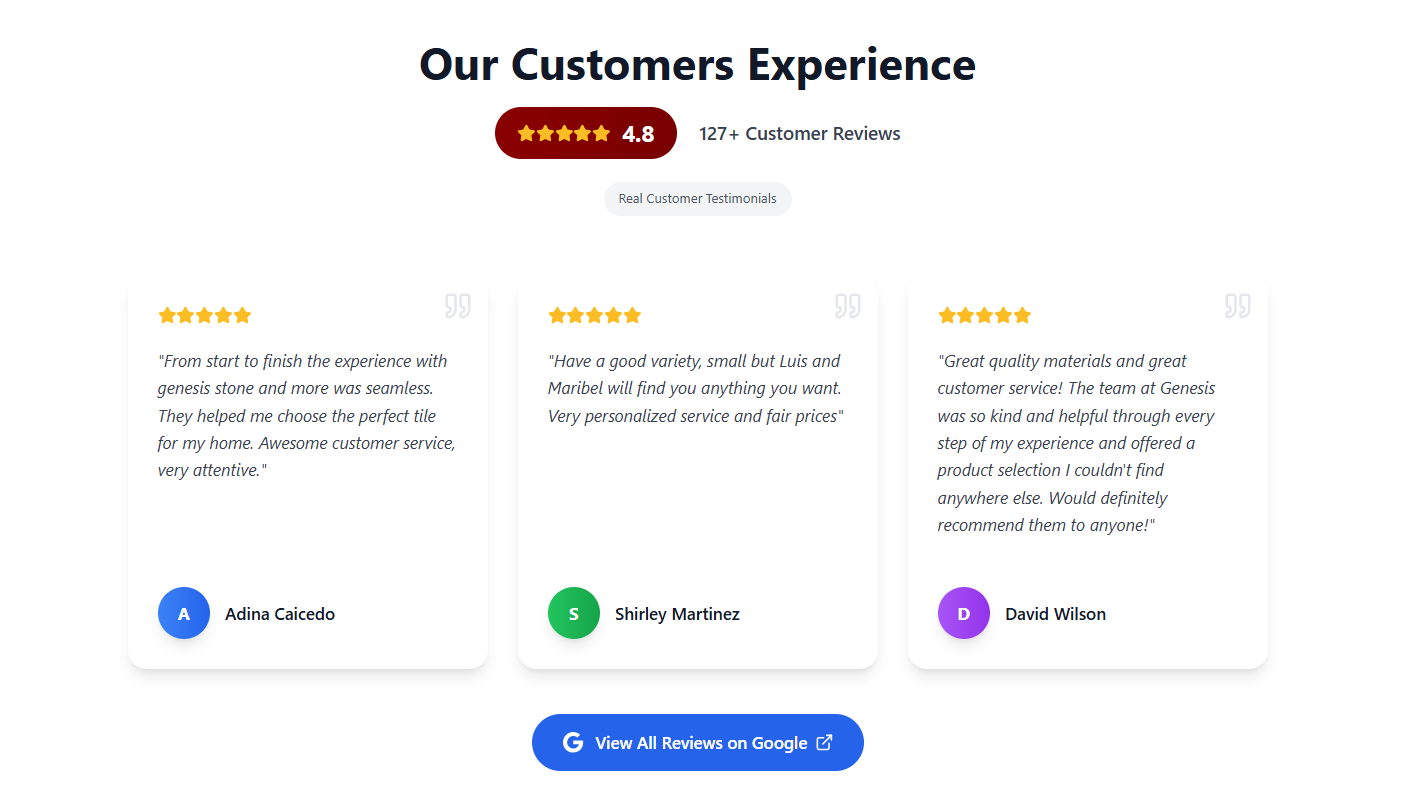 Our Customers Experience
4.8
127+ Customer Reviews
Real Customer Testimonials
"From start to finish the experience with
genesis stone and more was seamless.
They helped me choose the perfect tile
for my home. Awesome customer service,
very attentive."
A
Adina Caicedo
"Have a good variety, small but Luis and
Maribel will find you anything you want.
Very personalized service and fair prices"
S
Shirley Martinez
"Great quality materials and great
customer service! The team at Genesis
was so kind and helpful through every
step of my experience and offered a
product selection I couldn't find
anywhere else. Would definitely
recommend them to anyone!"
D
David Wilson
G View All Reviews on Google